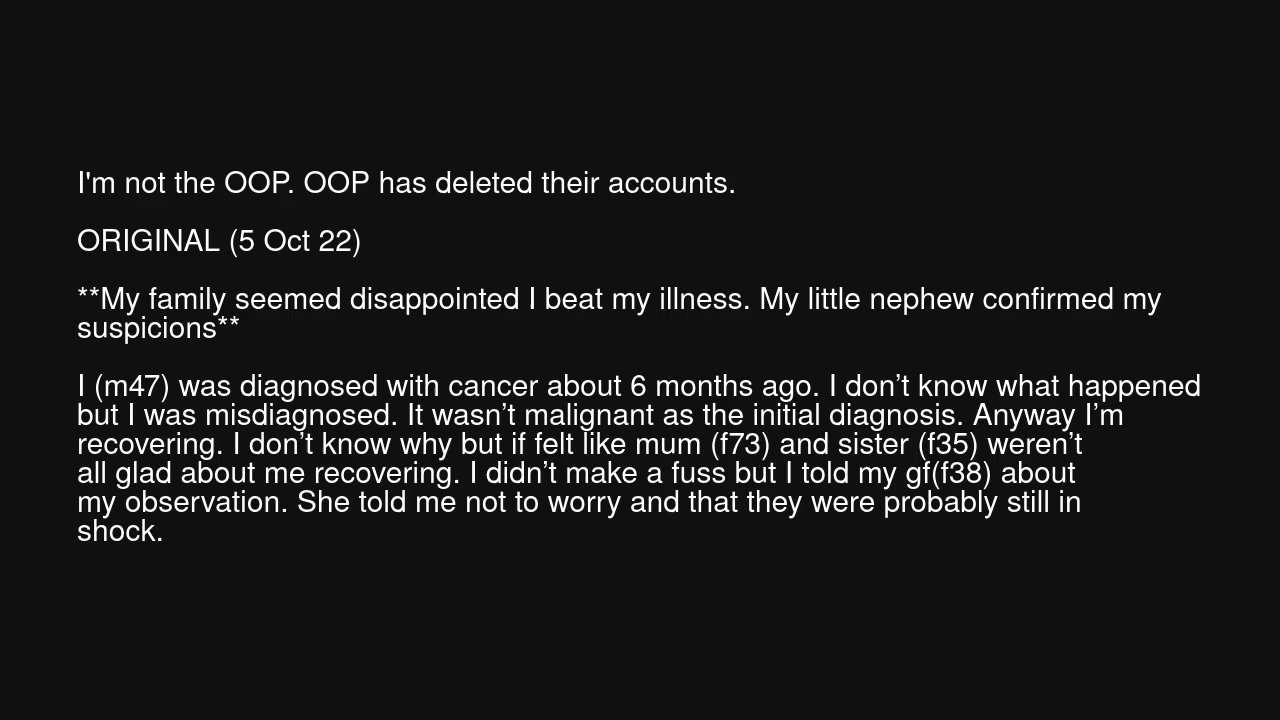 I'm not the OOP. OOP has deleted their accounts.
ORIGINAL (5 Oct 22)
**My family seemed disappointed I beat my illness. My little nephew confirmed my
suspicions**
I (m47) was diagnosed with cancer about 6 months ago. I don’t know what happened
but I was misdiagnosed. It wasn’t malignant as the initial diagnosis. Anyway I’m
recovering. I don’t know why but if felt like mum (f73) and sister (f35) weren’t
all glad about me recovering. I didn’t make a fuss but I told my gf(f38) about
my observation. She told me not to worry and that they were probably still in
shock.